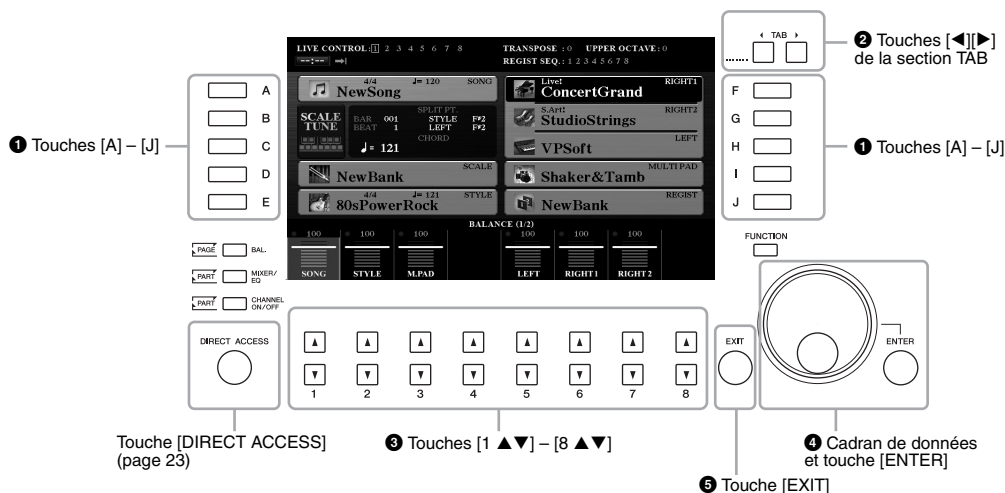 LIVE CONTROL: 1 2 3 4 5 6 7 8
TRANSPOSE : 0 UPPER OCTAVE : 0
--:--
REGIST SEQ. : 1 2 3 4 5 6 7 8
TAB
❷ Touches [◀][▶]
de la section TAB
A
B
C
D
E
❶ Touches [A] – [J]
4/4 ♩= 120 SONG
NewSong
SCALE
TUNE
SPLIT PT.
BAR 001 STYLE F#2
BEAT 1 LEFT F#2
CHORD
♩= 121
SCALE
NewBank
4/4 ♩= 121 STYLE
80sPowerRock
Live! RIGHT1
ConcertGrand
S.Art! RIGHT2
StudioStrings
LEFT
VPSoft
MULTI PAD
Shaker&Tamb
REGIST
NewBank
F
G
H
I
J
❶ Touches [A] – [J]
BALANCE (1/2)
100 100 100 100 100 100
SONG STYLE M.PAD LEFT RIGHT1 RIGHT2
PAGE BAL.
PART MIXER/
EQ
PART CHANNEL
ON/OFF
FUNCTION
DIRECT ACCESS
▲ ▲ ▲ ▲ ▲ ▲ ▲ ▲
▼ ▼ ▼ ▼ ▼ ▼ ▼ ▼
1 2 3 4 5 6 7 8
EXIT
ENTER
Touche [DIRECT ACCESS]
(page 23)
❸ Touches [1 ▲▼] – [8 ▲▼]
❹ Cadran de données
et touche [ENTER]
❺ Touche [EXIT]